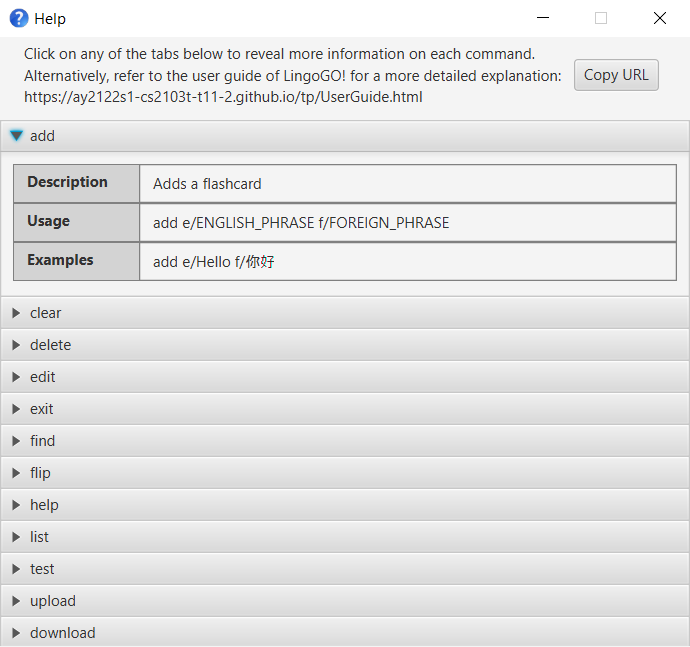 Help
Click on any of the tabs below to reveal more information on each command.
Alternatively, refer to the user guide of LingoGO! for a more detailed explanation:
https://ay2122s1-cs2103t-t11-2.github.io/tp/UserGuide.html
Copy URL
add
Description Adds a flashcard
Usage add e/ENGLISH_PHRASE f/FOREIGN_PHRASE
Examples add e/Hello f/你好
clear
delete
edit
exit
find
flip
help
list
test
upload
download